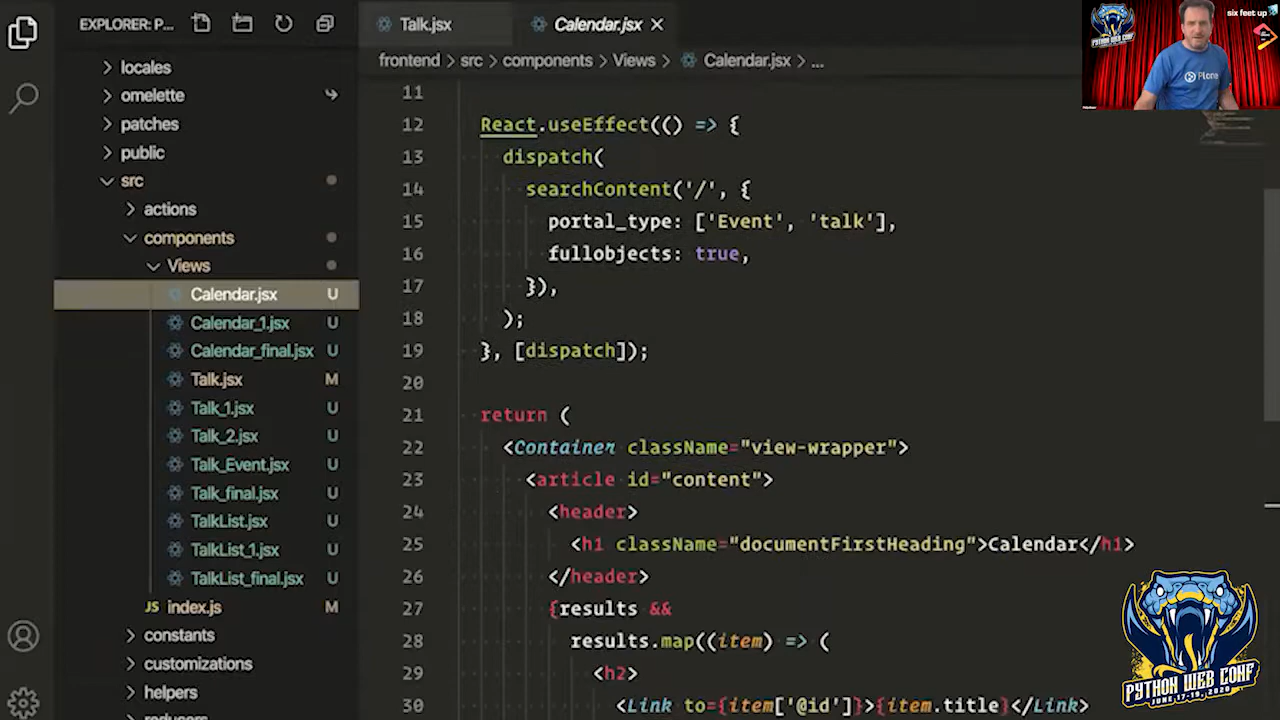 EXPLORER: P...
locales
omelette
patches
public
src
actions
components
Views
Calendar.jsx U
Calendar_1.jsx U
Calendar_final.jsx U
Talk.jsx M
Talk_1.jsx U
Talk_2.jsx U
Talk_Event.jsx U
Talk_final.jsx U
TalkList.jsx U
TalkList_1.jsx U
TalkList_final.jsx U
JS index.js M
constants
customizations
helpers
reducers
Talk.jsx Calendar.jsx
frontend > src > components > Views > Calendar.jsx > ...
11
12 React.useEffect(() => {
13 dispatch(
14 searchContent('/', {
15 portal_type: ['Event', 'talk'],
16 fullobjects: true,
17 }),
18 );
19 }, [dispatch]);
20
21 return (
22 <Container className="view-wrapper">
23 <article id="content">
24 <header>
25 <h1 className="documentFirstHeading">Calendar</h1>
26 </header>
27 {results &&
28 results.map((item) => (
29 <h2>
30 <Link to={item['@id']}>{item.title}</Link>
six feet up
Plone
PYTHON WEB CONF
JUNE 17-19, 2020